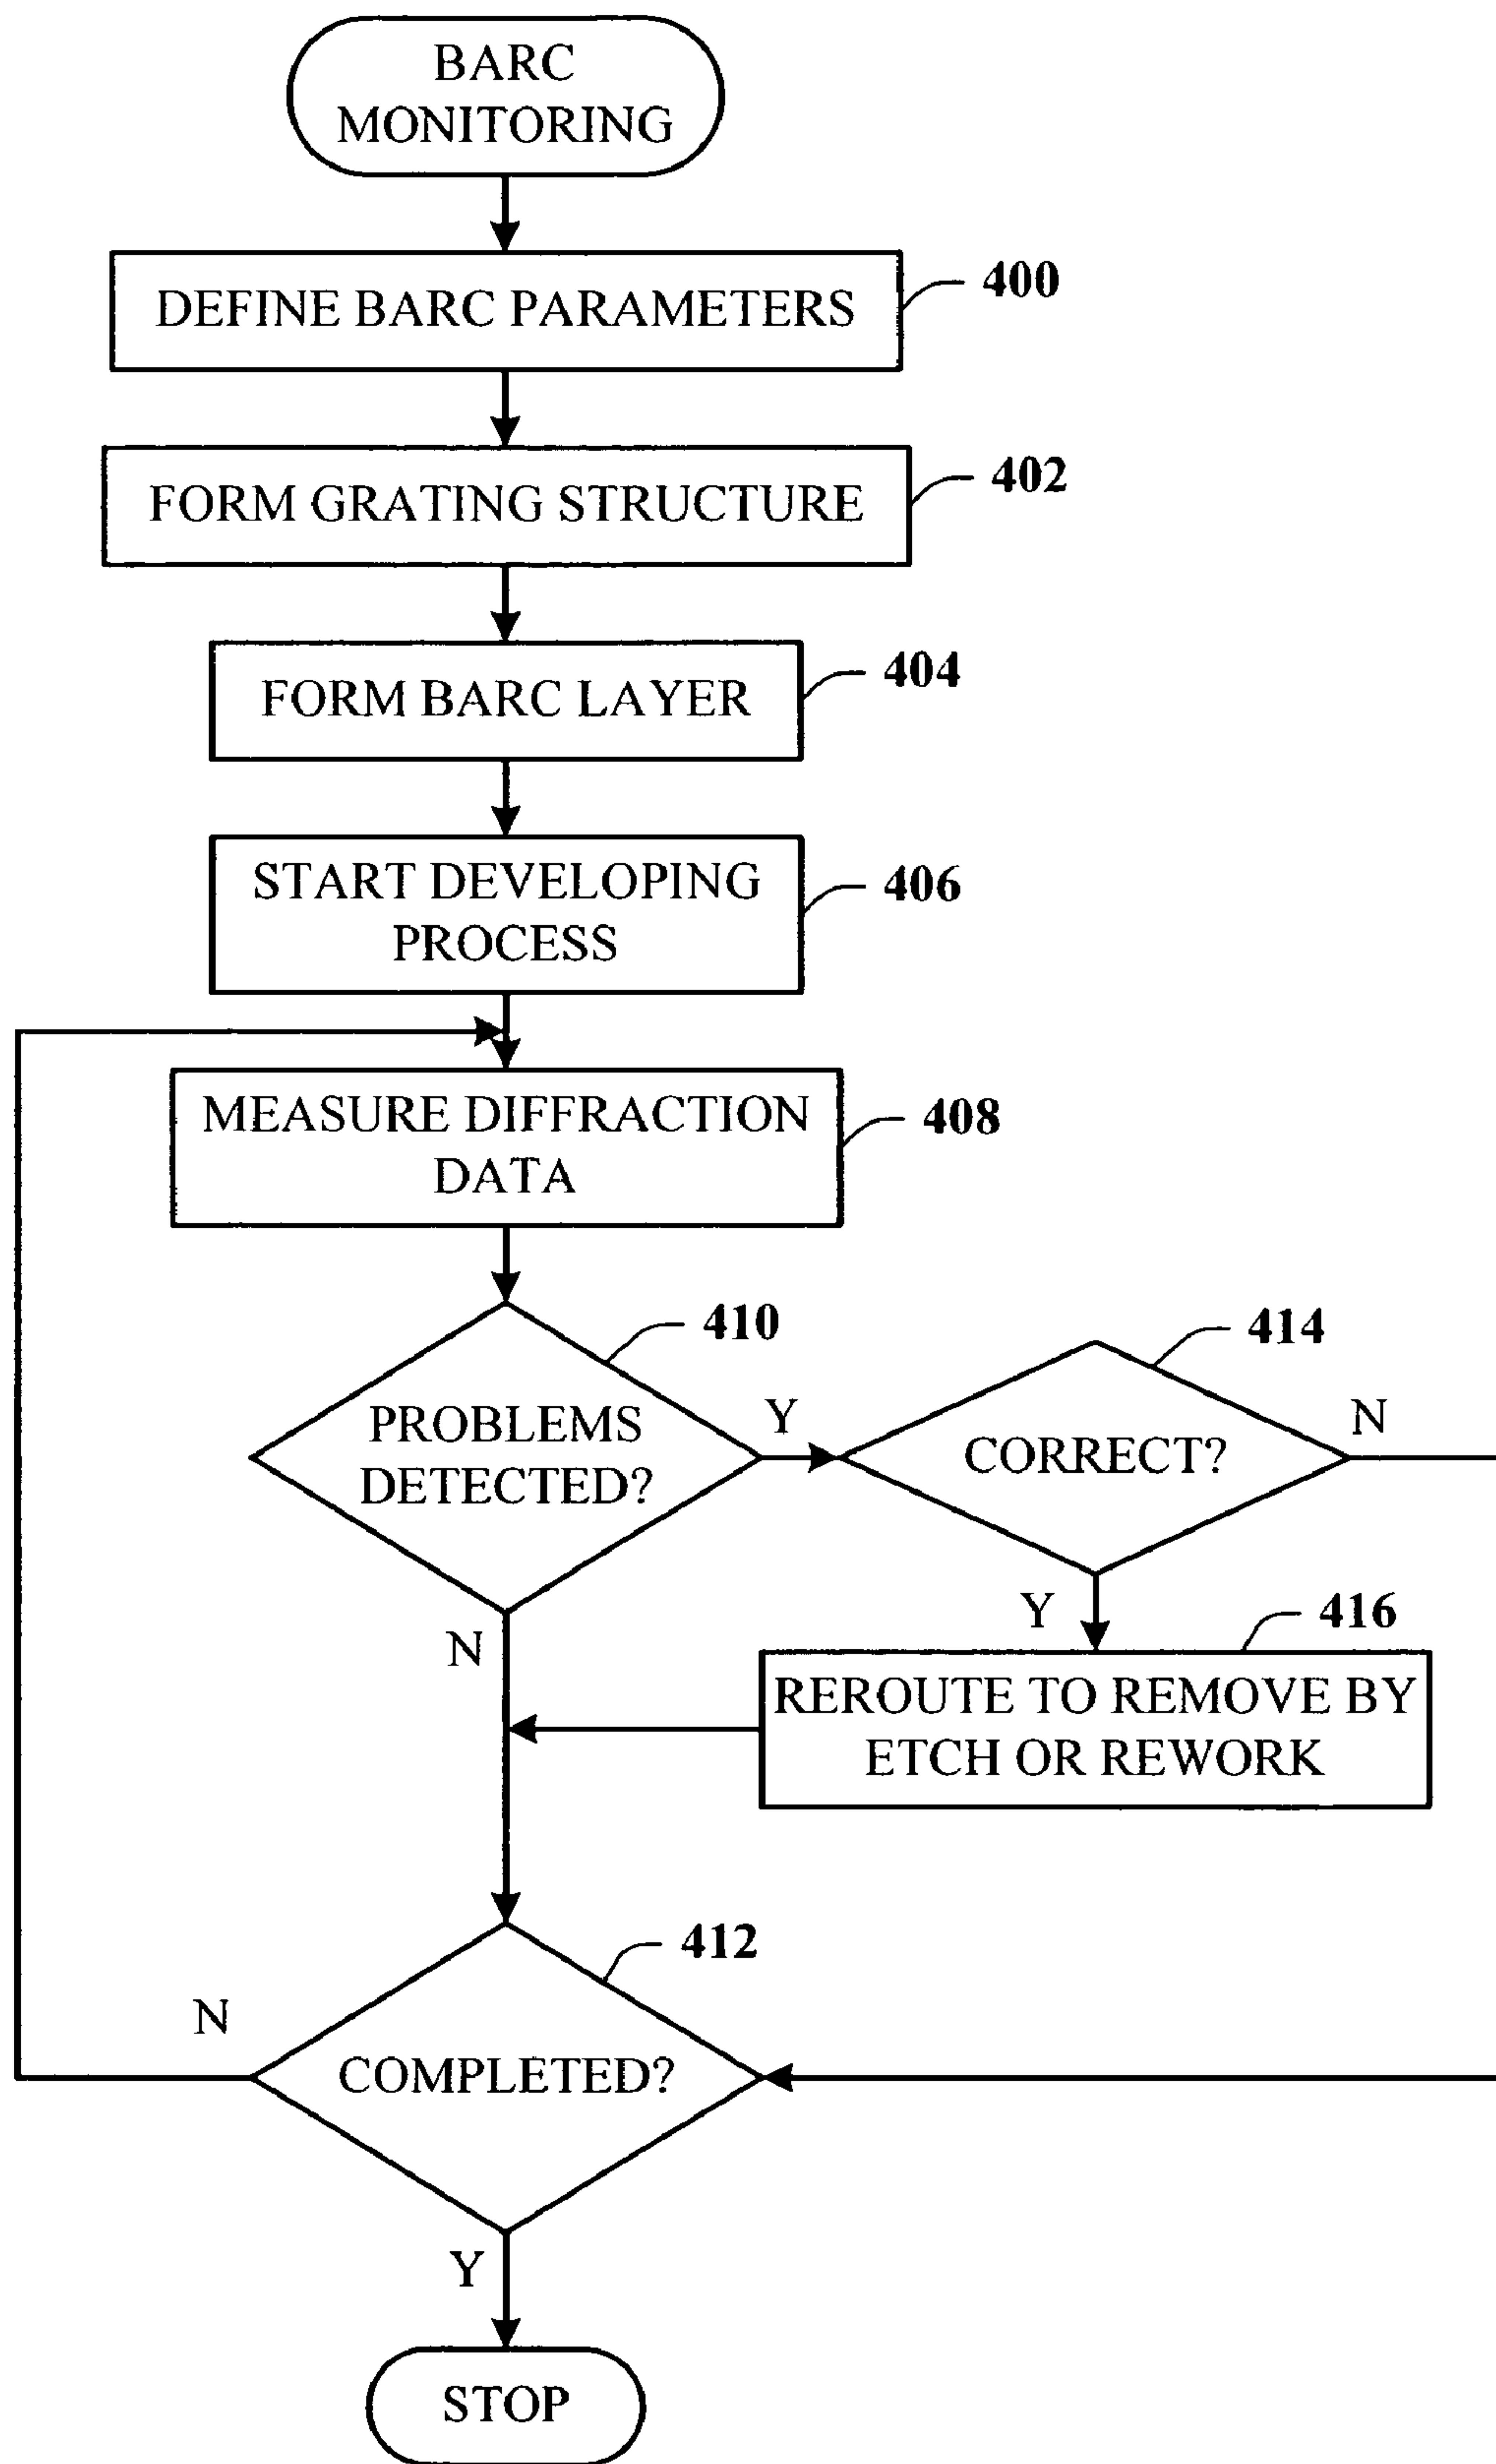 BARC
MONITORING
DEFINE BARC PARAMETERS
400
FORM GRATING STRUCTURE
402
FORM BARC LAYER
404
START DEVELOPING
PROCESS
406
MEASURE DIFFRACTION
DATA
408
PROBLEMS
DETECTED?
410
Y
N
CORRECT?
414
N
Y
REROUTE TO REMOVE BY
ETCH OR REWORK
416
COMPLETED?
412
N
Y
STOP